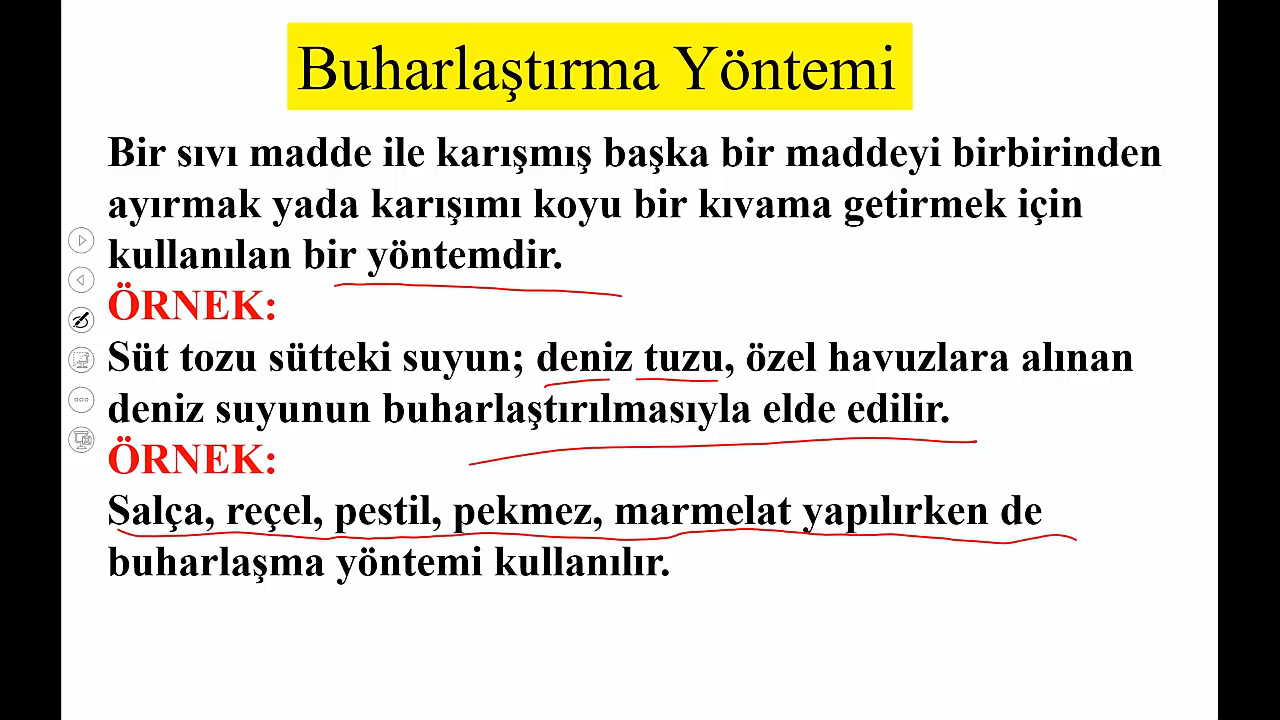 Buharlaştırma Yöntemi
Bir sıvı madde ile karışmış başka bir maddeyi birbirinden
ayırmak yada karışımı koyu bir kıvama getirmek için
kullanılan bir yöntemdir.
ÖRNEK:
Süt tozu sütteki suyun; deniz tuzu, özel havuzlara alınan
deniz suyunun buharlaştırılmasıyla elde edilir.
ÖRNEK:
Salça, reçel, pestil, pekmez, marmelat yapılırken de
buharlaşma yöntemi kullanılır.